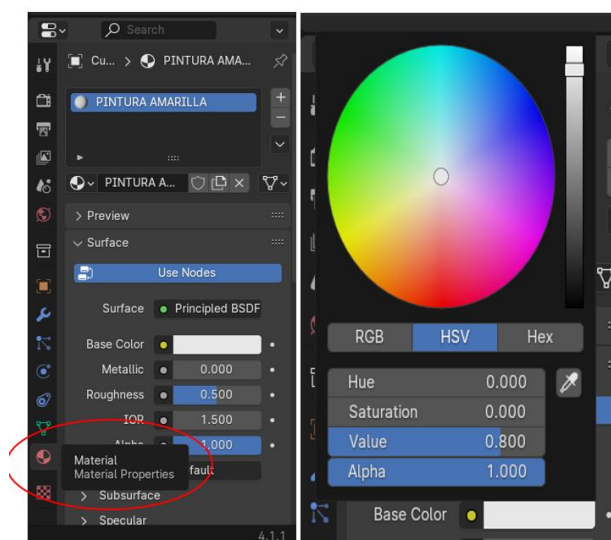 Search
Cu... > PINTURA AMA...
PINTURA AMARILLA
PINTURA A...
Preview
Surface
Use Nodes
Surface Principled BSDF
Base Color
Metallic 0.000
Roughness 0.500
IOR 1.500
Alpha 1.000
Material
Material Properties
fault
Subsurface
Specular
4.1.1
RGB HSV Hex
Hue 0.000
Saturation 0.000
Value 0.800
Alpha 1.000
Base Color